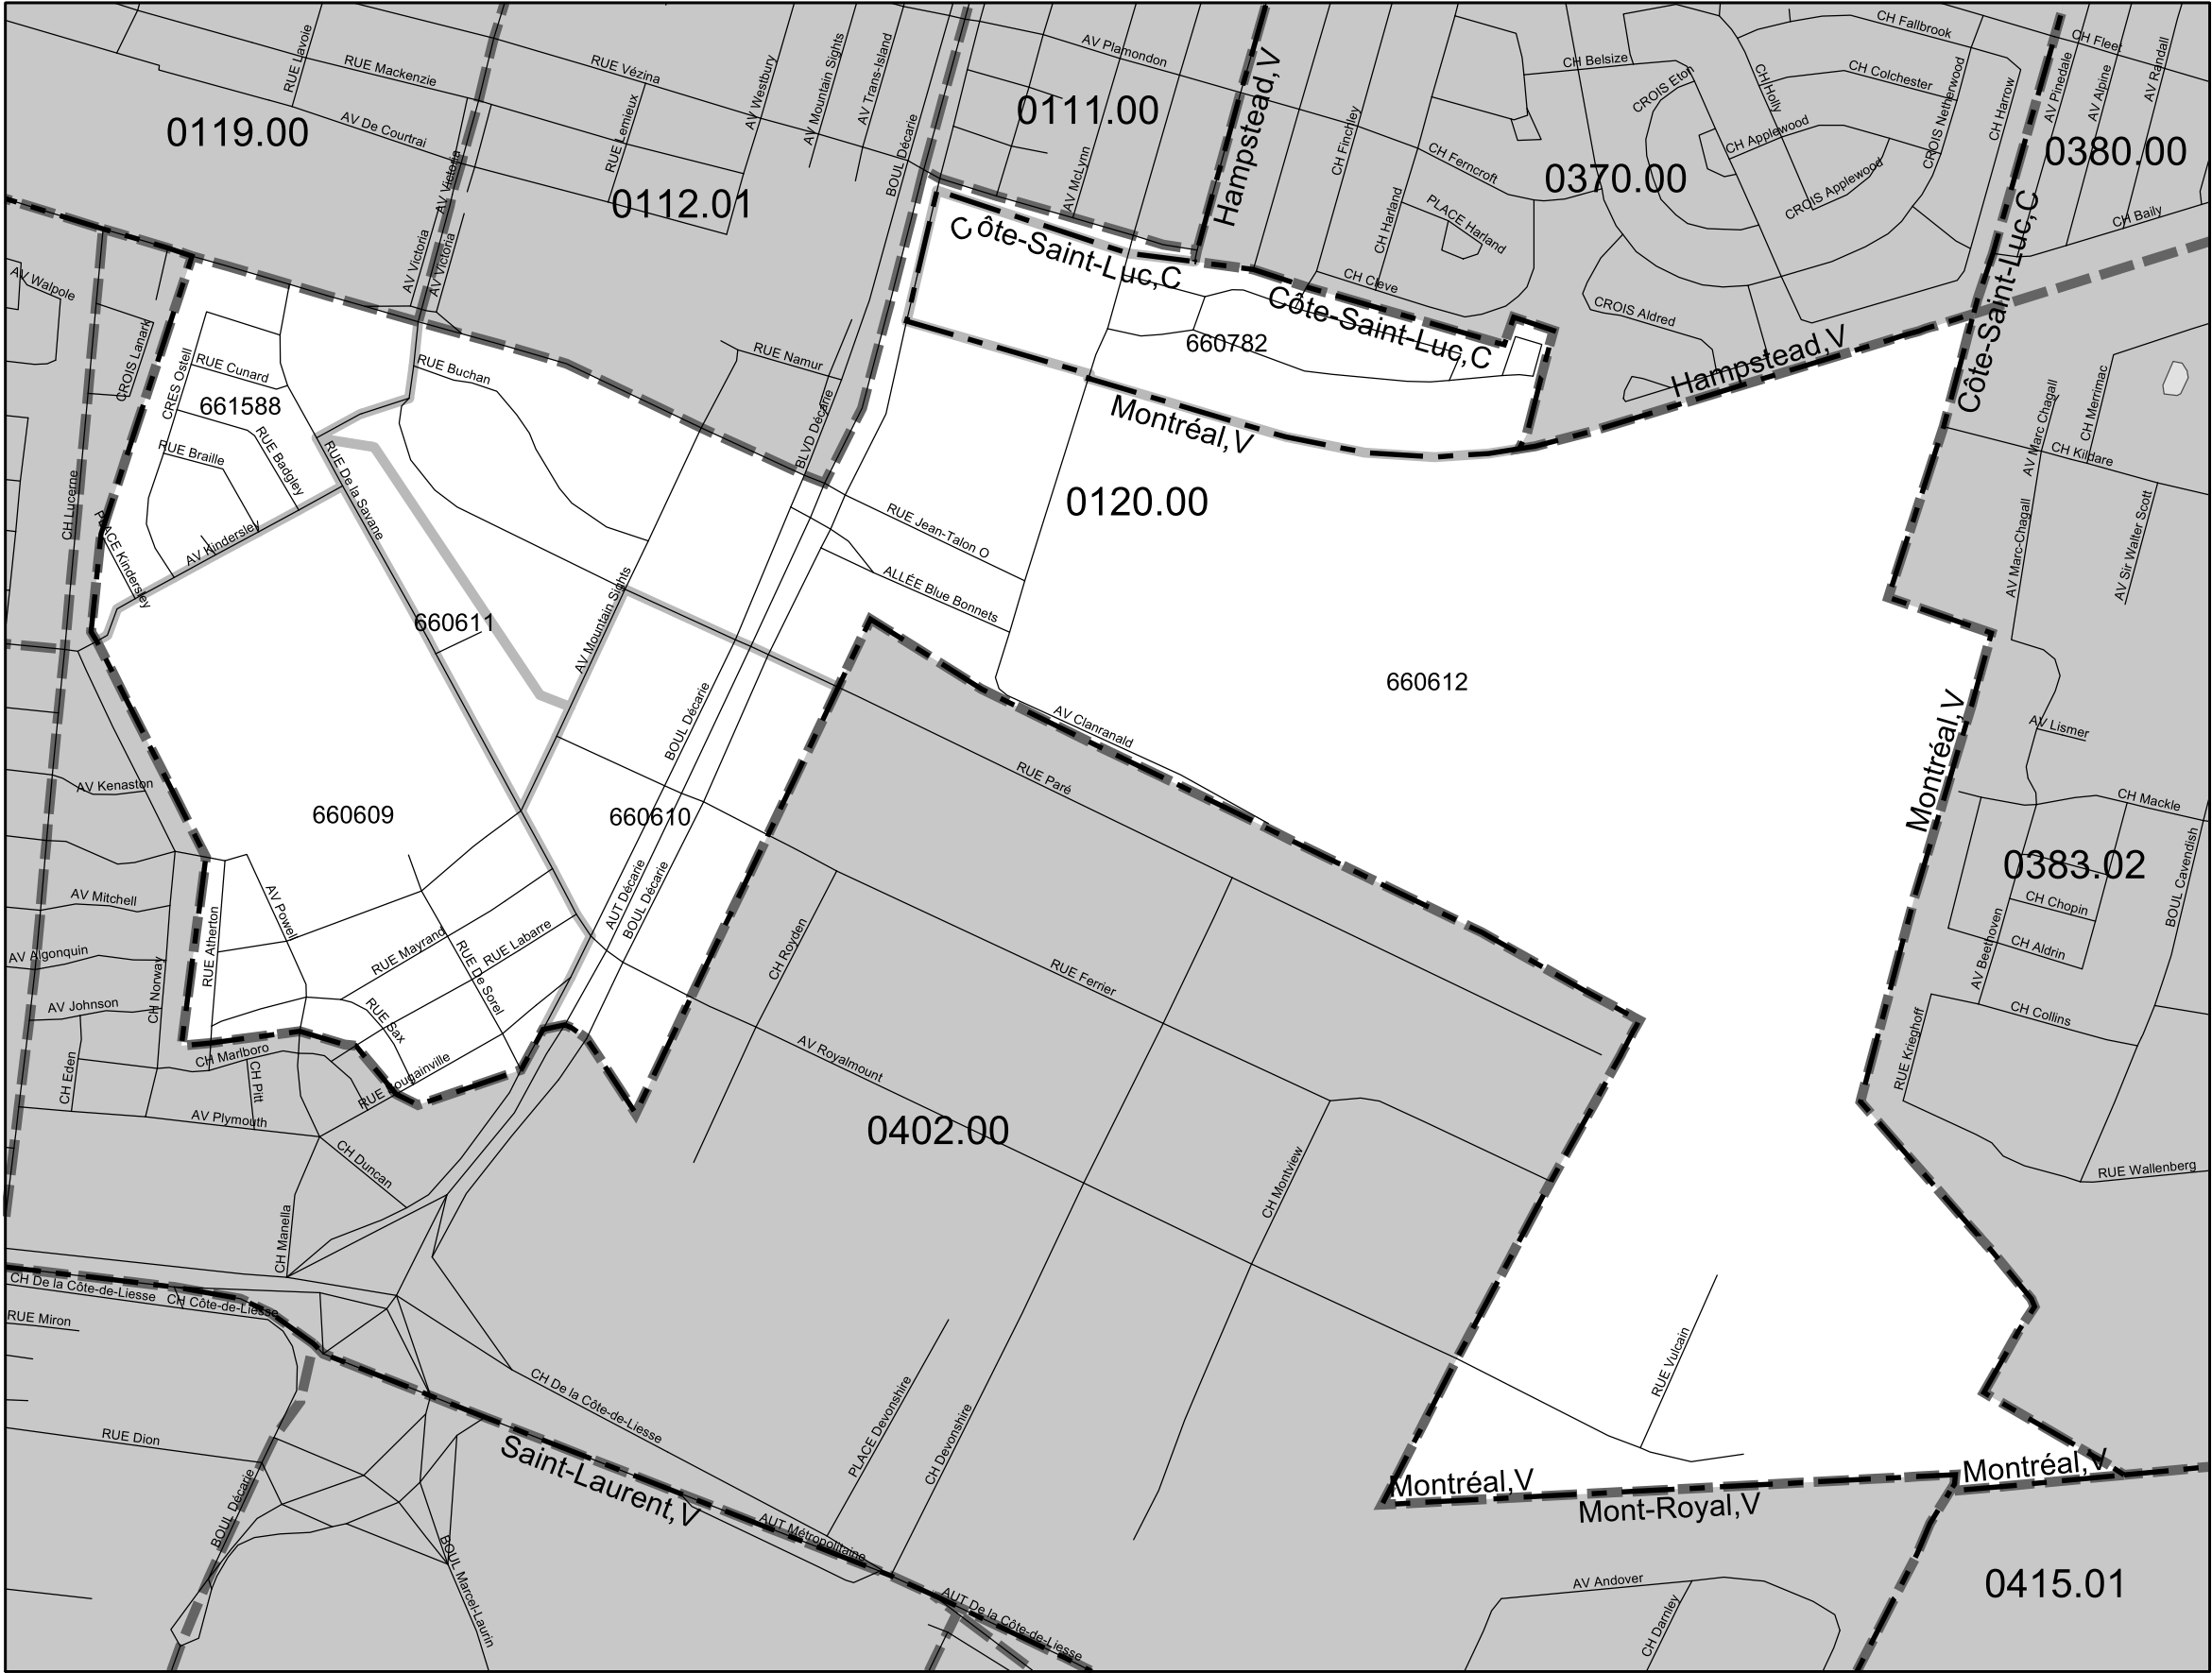 RUE Lavoie
RUE Mackenzie
AV De Courtrai
0119.00
AV Victoria
RUE Vézina
RUE Lemieux
0112.01
AV Westbury
AV Mountain Sights
AV Trans-Island
BOUL Décarie
0111.00
AV Plamondon
AV McLynn
Hampstead,V
CH Finchley
CH Harland
CH Ferncroft
PLACE Harland
CH Cleve
CH Belsize
0370.00
CROIS Eton
CH Holly
CH Fallbrook
CH Colchester
CH Applewood
CROIS Applewood
CROIS Netherwood
CH Harrow
CH Fleet
AV Pinedale
AV Alpine
AV Randall
0380.00
CH Baily
Côte-Saint-Luc,C
CROIS Aldred
Hampstead,V
Côte-Saint-Luc,C
Côte-Saint-Luc,C
660782
Montréal,V
0120.00
AV Walpole
CROIS Lanark
CH Lucerne
AV Victoria
AV Victoria
CRES Ostell
RUE Cunard
661588
RUE Badgley
RUE Braille
PLACE Kindersley
AV Kindersley
RUE De la Savane
RUE Buchan
RUE Namur
BLVD Décarie
RUE Jean-Talon O
ALLÉE Blue Bonnets
AV Mountain Sights
660611
660609
660610
660612
BOUL Décarie
AUT Décarie
BOUL Décarie
AV Clanranald
RUE Paré
CH Merrimac
AV Marc Chagall
CH Kildare
AV Marc-Chagall
AV Sir Walter Scott
AV Lismer
Montréal,V
CH Mackle
0383.02
BOUL Cavendish
CH Chopin
CH Aldrin
AV Beethoven
CH Collins
RUE Krieghoff
RUE Wallenberg
AV Kenaston
AV Mitchell
AV Algonquin
AV Johnson
CH Norway
CH Eden
RUE Atherton
AV Powell
RUE Mayrand
RUE Labarre
RUE De Sorel
RUE Sax
RUE Bougainville
CH Marlboro
CH Pitt
AV Plymouth
CH Duncan
CH Manella
CH Royden
RUE Ferrier
AV Royalmount
0402.00
CH Montview
CH De la Côte-de-Liesse
CH Côte-de-Liesse
RUE Miron
RUE Dion
BOUL Décarie
BOUL Marcel-Laurin
Saint-Laurent,V
CH De la Côte-de-Liesse
PLACE Devonshire
CH Devonshire
AUT Métropolitaine
AUT De la Côte-de-Liesse
RUE Vulcain
Montréal,V
Mont-Royal,V
Montréal,V
AV Andover
CH Darnley
0415.01